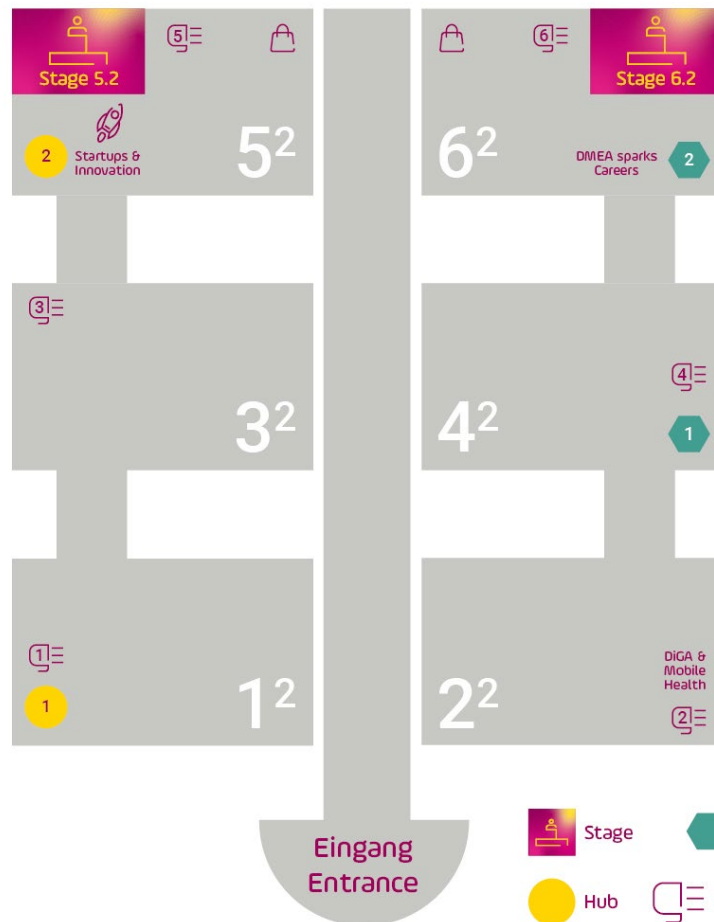 5
6
Stage 5.2
Stage 6.2
2
Startups &
Innovation
5²
6²
DMEA sparks
Careers
2
3
3²
4
4²
1
1
1
1²
2²
DiGA &
Mobile
Health
2
Eingang
Entrance
Stage
Hub